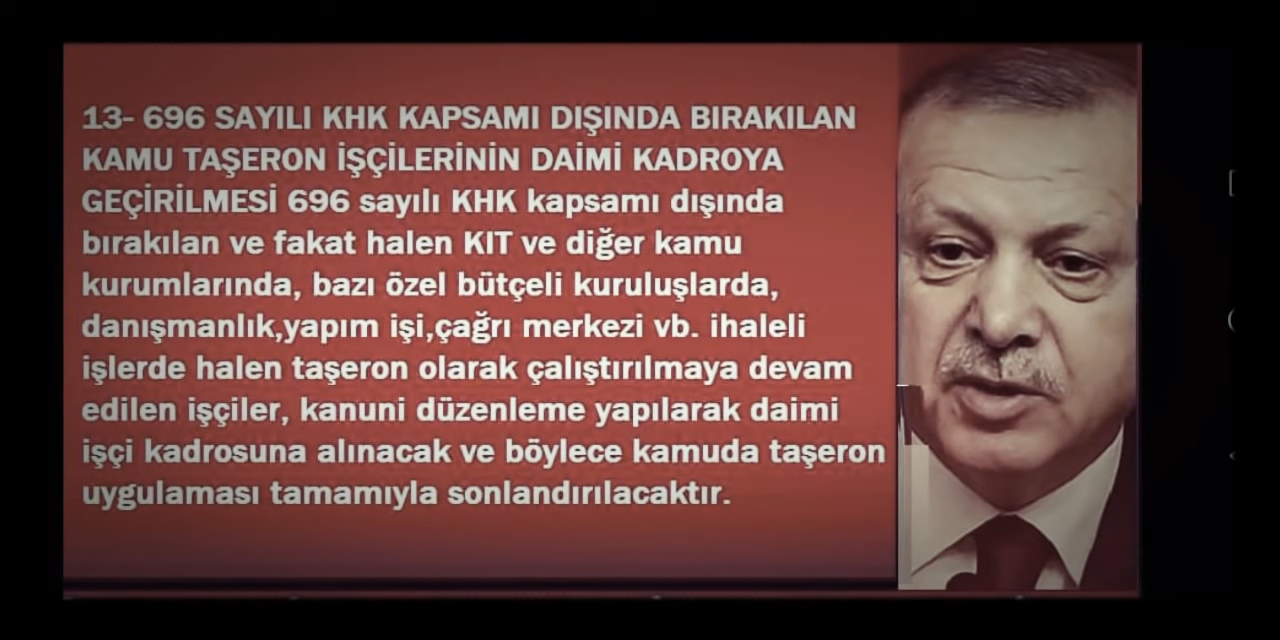 13- 696 SAYILI KHK KAPSAMI DIŞINDA BIRAKILAN
KAMU TAŞERON İŞÇİLERİNİN DAİMİ KADROYA
GEÇİRİLMESİ 696 sayılı KHK kapsamı dışında
bırakılan ve fakat halen KIT ve diğer kamu
kurumlarında, bazı özel bütçeli kuruluşlarda,
danışmanlık,yapım işi,çağrı merkezi vb. ihaleli
işlerde halen taşeron olarak çalıştırılmaya devam
edilen işçiler, kanuni düzenleme yapılarak daimi
işçi kadrosuna alınacak ve böylece kamuda taşeron
uygulaması tamamıyla sonlandırılacaktır.